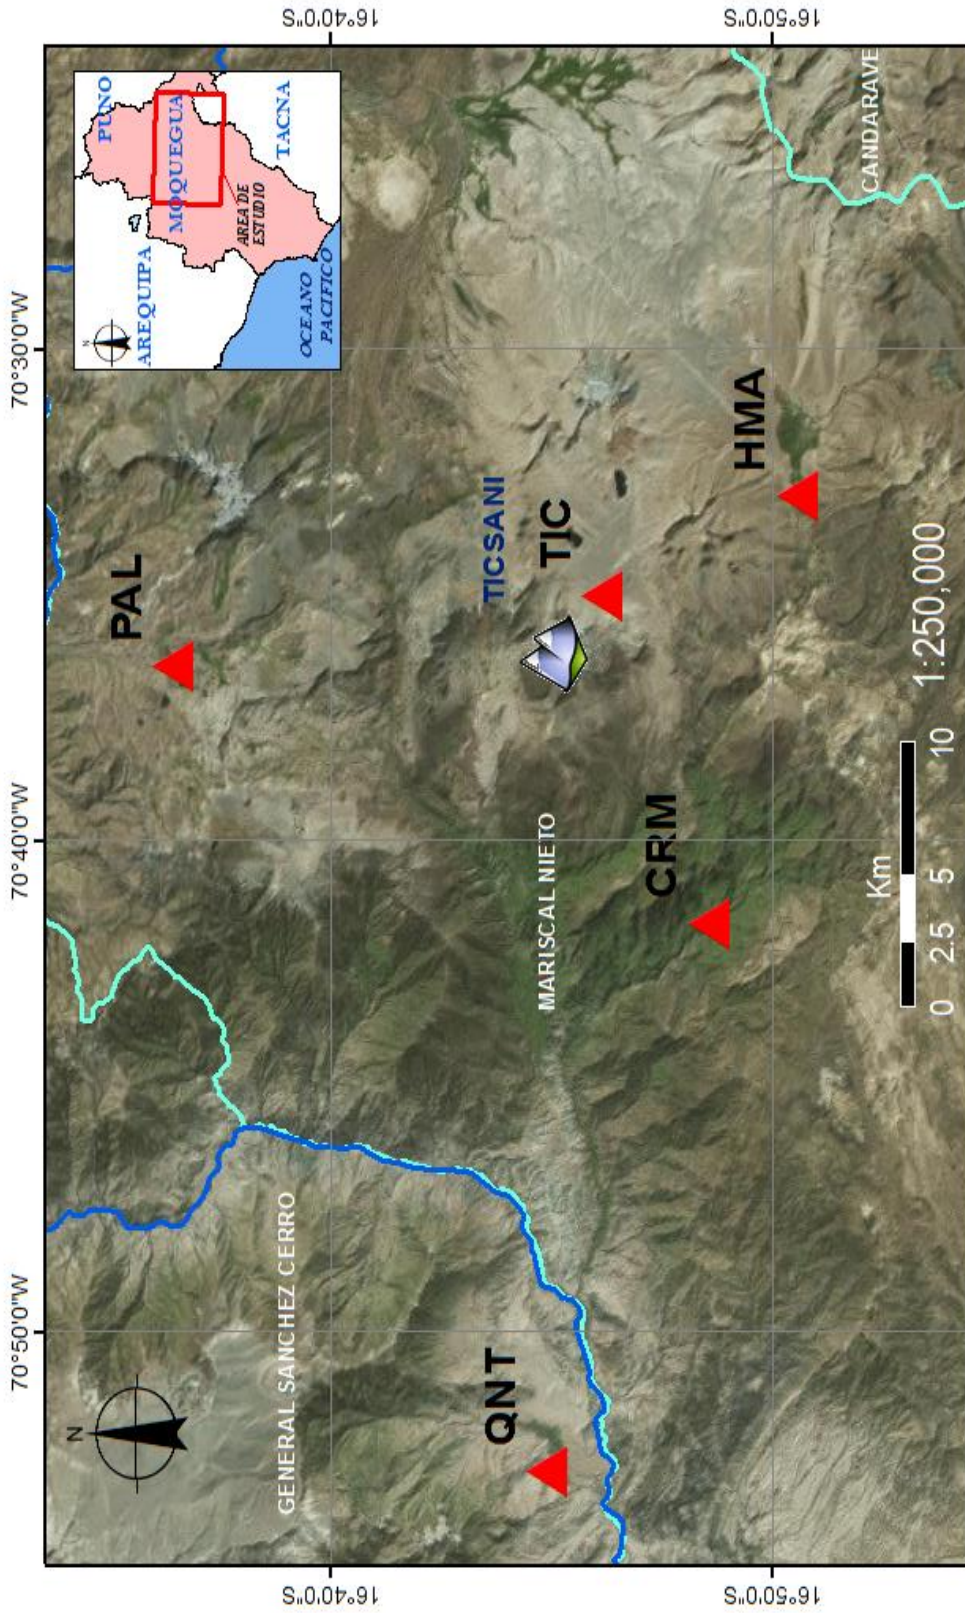 70°50'0"W
70°40'0"W
70°30'0"W
16°40'0"S
16°40'0"S
16°50'0"S
16°50'0"S
N
GENERAL SANCHEZ CERRO
QNT
PAL
MARISCAL NIETO
CRM
TICSANI
TIC
HMA
CANDARAVE
N
PUNO
AREQUIPA
MOQUEGUA
TACNA
AREA DE
ESTUDIO
OCEANO
PACIFICO
Km
0 2.5 5 10
1:250,000